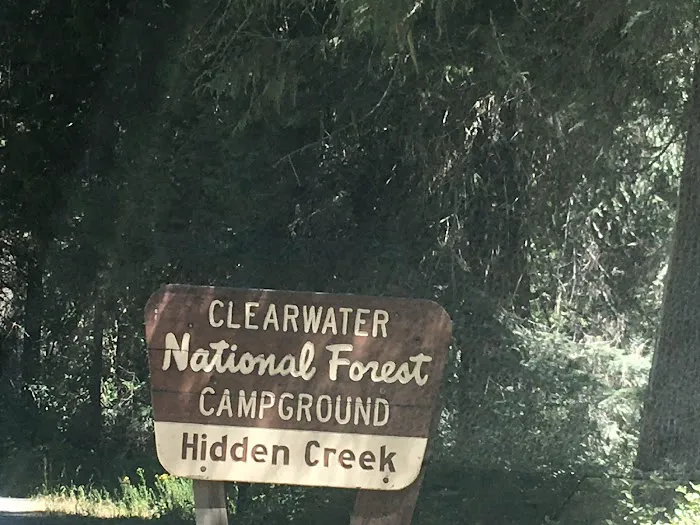 CLEARWATER
National Forest
CAMPGROUND
Hidden Creek